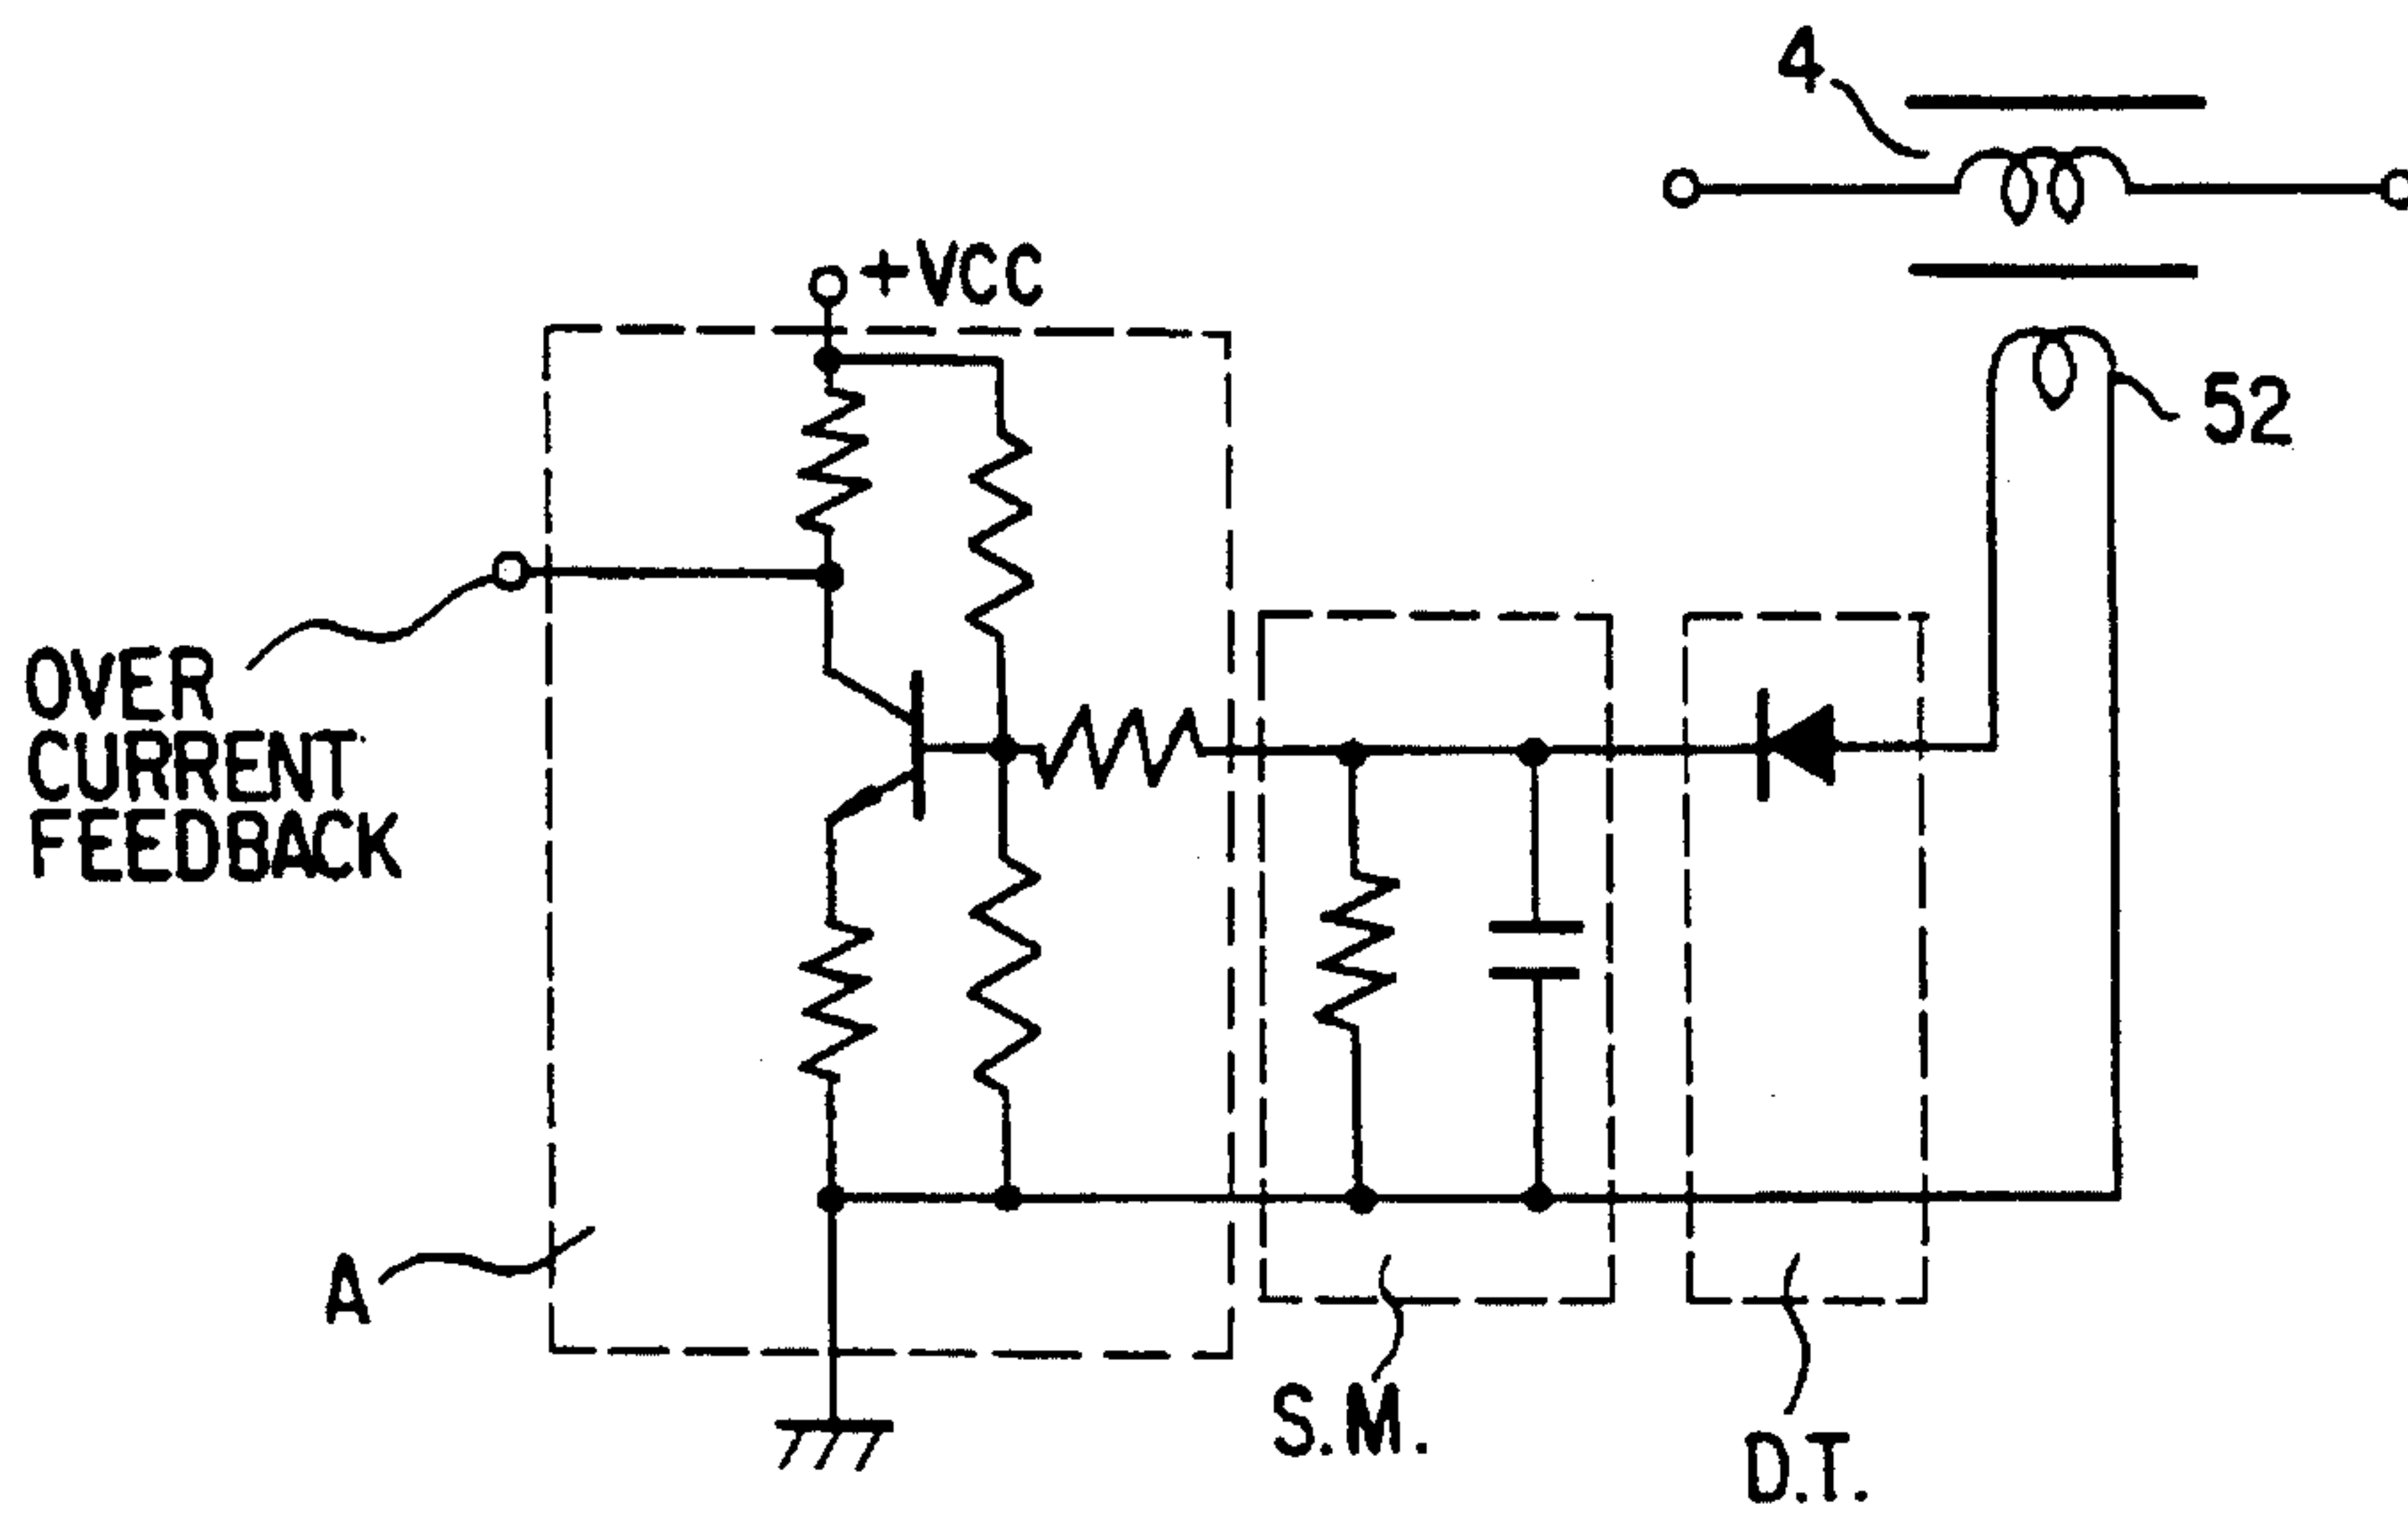 4
+VCC
52
OVER
CURRENT
FEEDBACK
A
S.M.
D.T.